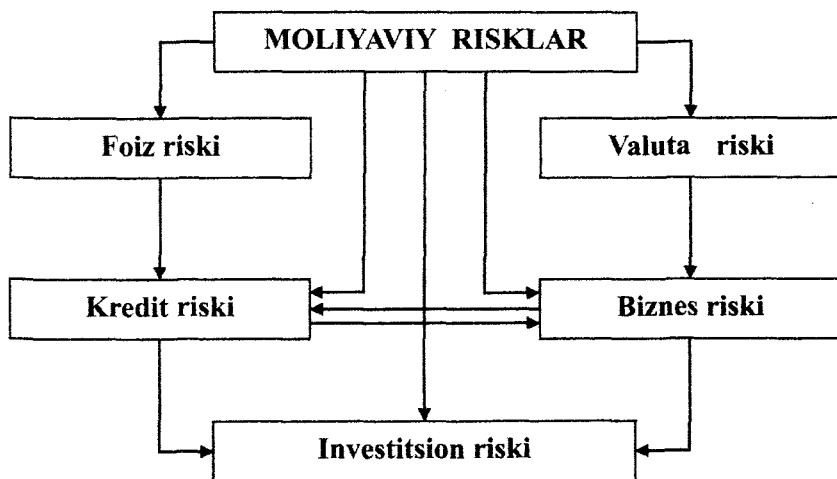 MOLIYAVIY RISKLAR
Foiz riski
Valuta riski
Kredit riski
Biznes riski
Investitsion riski